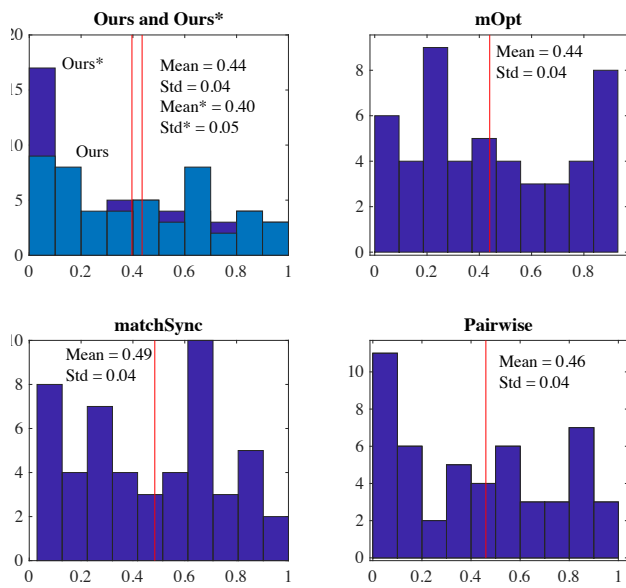 Ours and Ours*
20
15
10
5
0
Ours*
Ours
Mean = 0.44
Std = 0.04
Mean* = 0.40
Std* = 0.05
0 0.2 0.4 0.6 0.8 1
mOpt
8
6
4
2
0
Mean = 0.44
Std = 0.04
0 0.2 0.4 0.6 0.8
matchSync
10
8
6
4
2
0
Mean = 0.49
Std = 0.04
0 0.2 0.4 0.6 0.8 1
Pairwise
10
8
6
4
2
0
Mean = 0.46
Std = 0.04
0 0.2 0.4 0.6 0.8 1